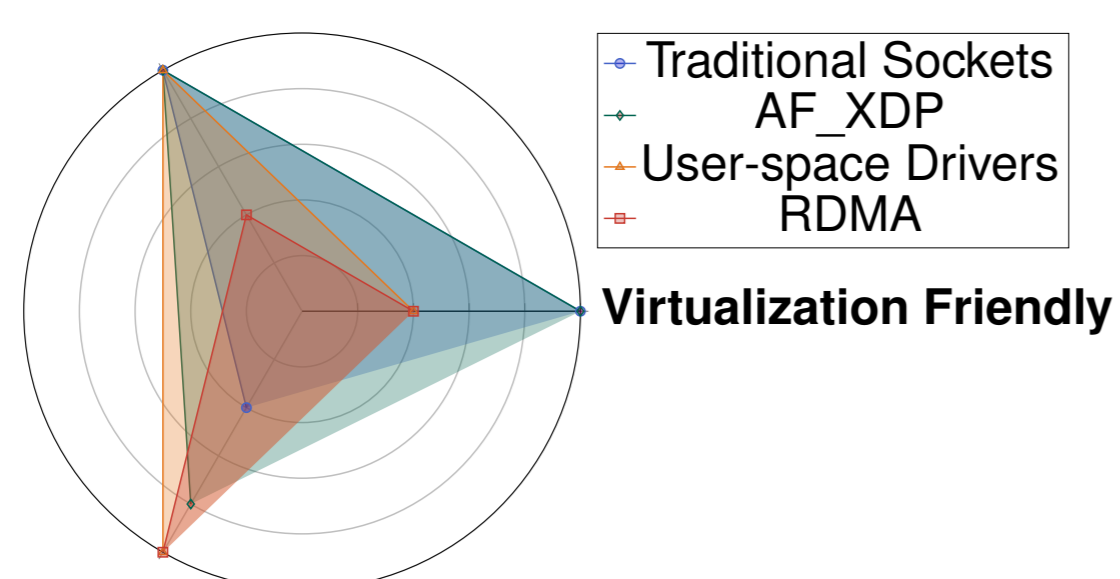 Traditional Sockets
AF_XDP
User-space Drivers
RDMA
Virtualization Friendly